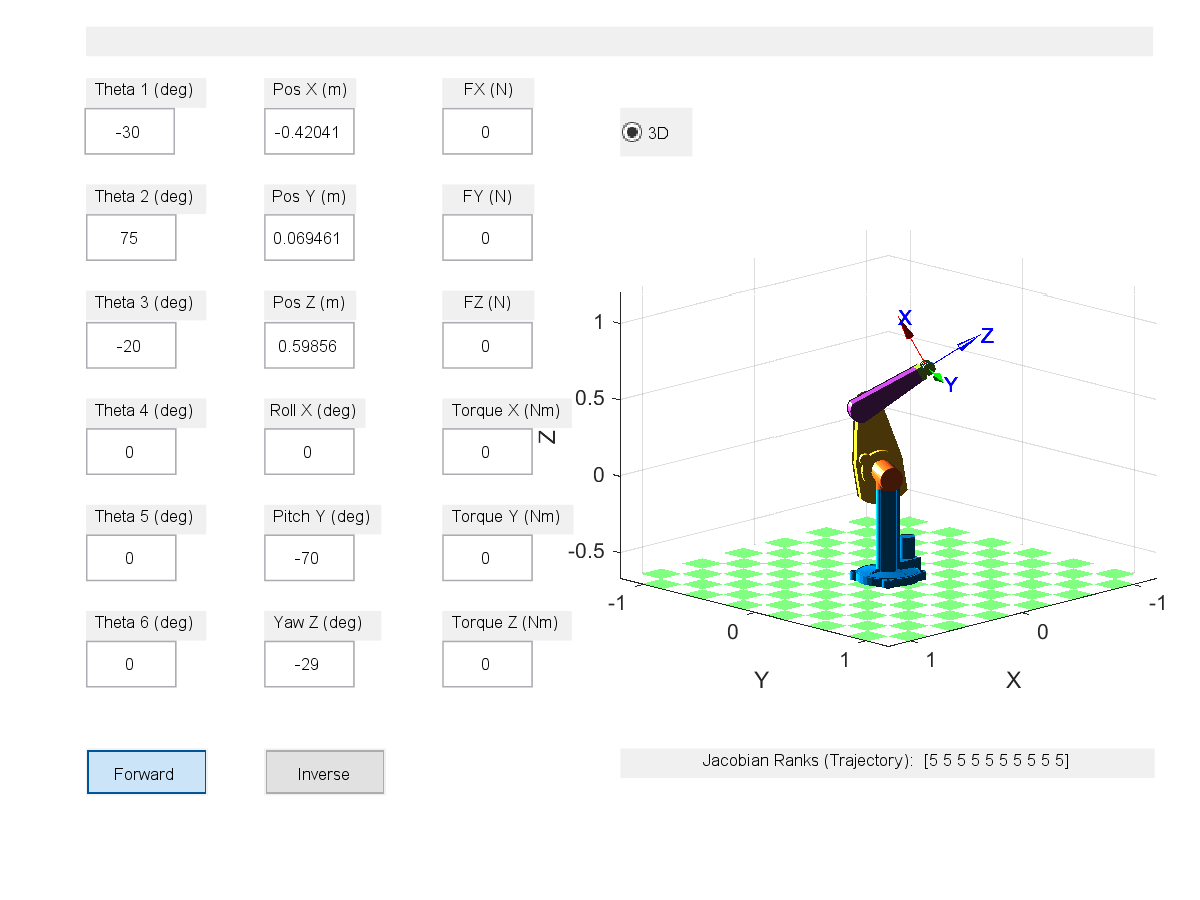 Theta 1 (deg)
-30
Pos X (m)
-0.42041
FX (N)
0
3D
Theta 2 (deg)
75
Pos Y (m)
0.069461
FY (N)
0
Theta 3 (deg)
-20
Pos Z (m)
0.59856
FZ (N)
0
Theta 4 (deg)
0
Roll X (deg)
0
Torque X (Nm)
0
Theta 5 (deg)
0
Pitch Y (deg)
-70
Torque Y (Nm)
0
Theta 6 (deg)
0
Yaw Z (deg)
-29
Torque Z (Nm)
0
Forward
Inverse
1
0.5
0
-0.5
Z
X
Z
Y
-1
0
1
Y
1
0
-1
X
Jacobian Ranks (Trajectory): [5 5 5 5 5 5 5 5 5 5]